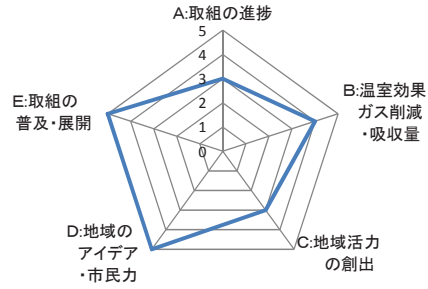 A:取組の進捗
5
4
3
2
1
0
B:温室効果
ガス削減
・吸収量
C:地域活力
の創出
D:地域の
アイデア
・市民力
E:取組の
普及・展開